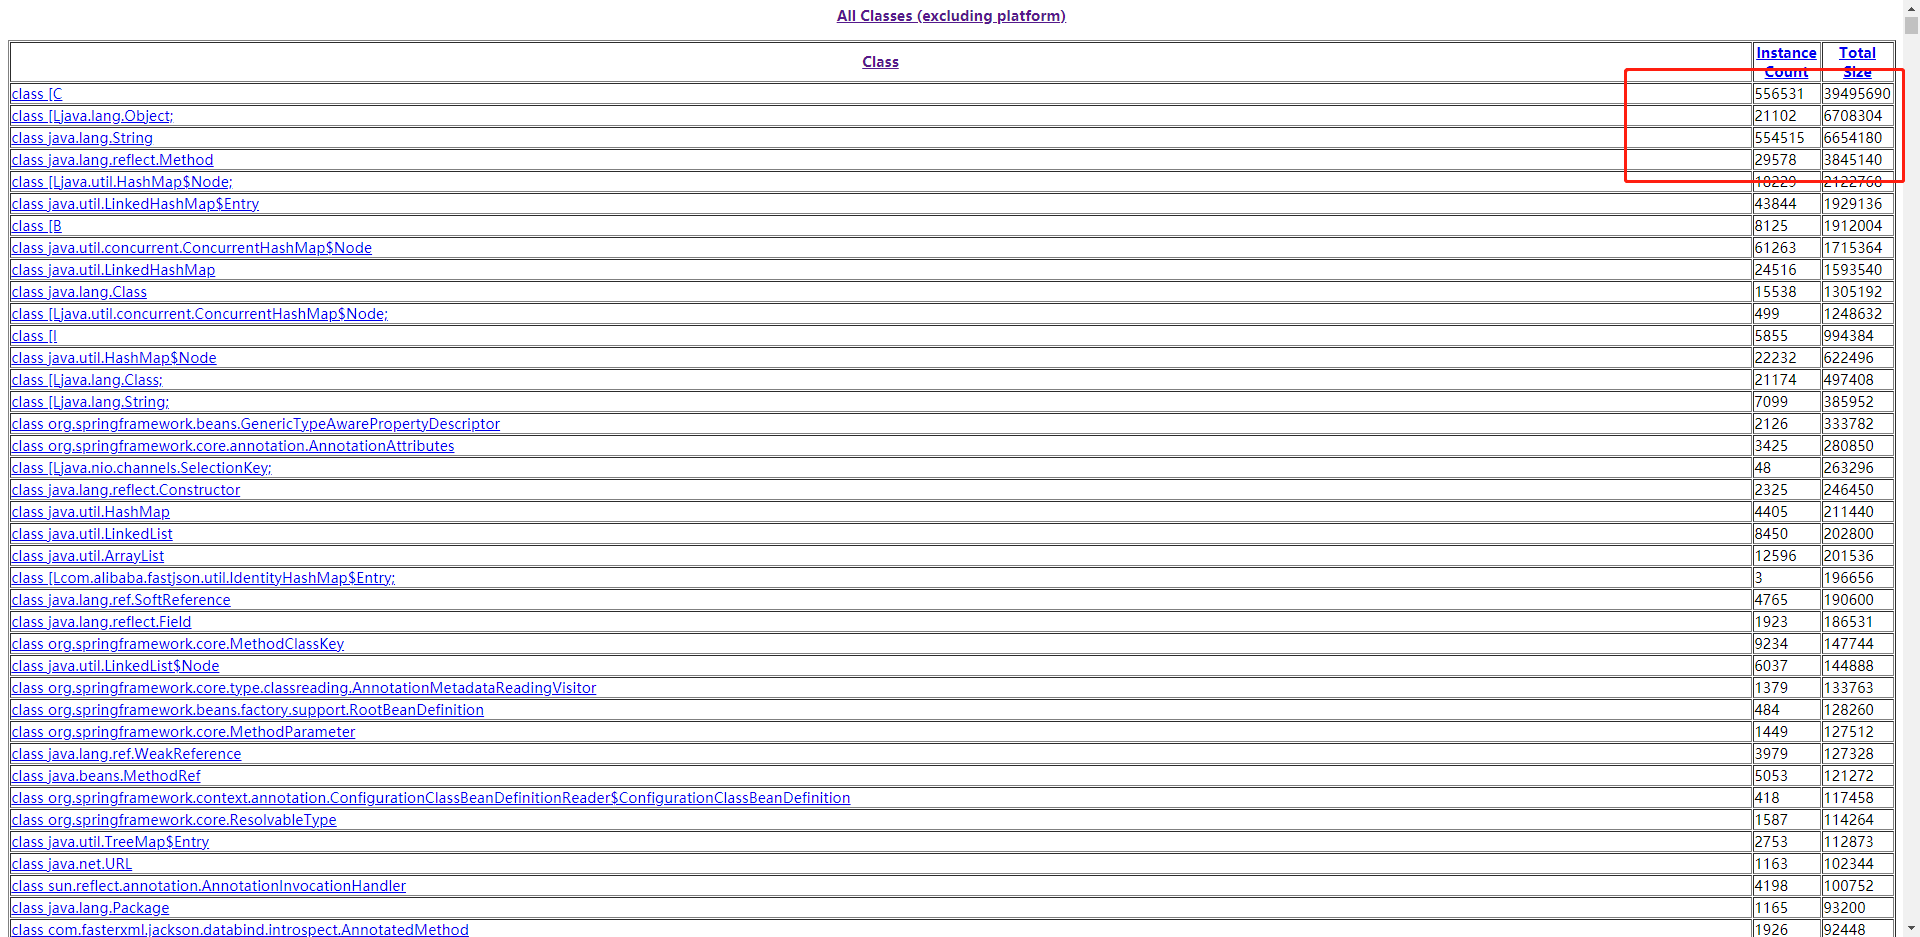 All Classes (excluding platform)
Class Instance Count Total Size
class [C 556531 39495690
class [Ljava.lang.Object; 21102 6708304
class java.lang.String 554515 6654180
class java.lang.reflect.Method 29578 3845140
class [Ljava.util.HashMap$Node; 18229 2122768
class java.util.LinkedHashMap$Entry 43844 1929136
class [B 8125 1912004
class java.util.concurrent.ConcurrentHashMap$Node 61263 1715364
class java.util.LinkedHashMap 24516 1593540
class java.lang.Class 15538 1305192
class [Ljava.util.concurrent.ConcurrentHashMap$Node; 499 1248632
class [I 5855 994384
class java.util.HashMap$Node 22232 622496
class [Ljava.lang.Class; 21174 497408
class [Ljava.lang.String; 7099 385952
class org.springframework.beans.GenericTypeAwarePropertyDescriptor 2126 333782
class org.springframework.core.annotation.AnnotationAttributes 3425 280850
class [Ljava.nio.channels.SelectionKey; 48 263296
class java.lang.reflect.Constructor 2325 246450
class java.util.HashMap 4405 211440
class java.util.LinkedList 8450 202800
class java.util.ArrayList 12596 201536
class [Lcom.alibaba.fastjson.util.IdentityHashMap$Entry; 3 196656
class java.lang.ref.SoftReference 4765 190600
class java.lang.reflect.Field 1923 186531
class org.springframework.core.MethodClassKey 9234 147744
class java.util.LinkedList$Node 6037 144888
class org.springframework.core.type.classreading.AnnotationMetadataReadingVisitor 1379 133763
class org.springframework.beans.factory.support.RootBeanDefinition 484 128260
class org.springframework.core.MethodParameter 1449 127512
class java.lang.ref.WeakReference 3979 127328
class java.beans.MethodRef 5053 121272
class org.springframework.context.annotation.ConfigurationClassBeanDefinitionReader$ConfigurationClassBeanDefinition 418 117458
class org.springframework.core.ResolvableType 1587 114264
class java.util.TreeMap$Entry 2753 112873
class java.net.URL 1163 102344
class sun.reflect.annotation.AnnotationInvocationHandler 4198 100752
class java.lang.Package 1165 93200
class com.fasterxml.jackson.databind.introspect.AnnotatedMethod 1926 92448